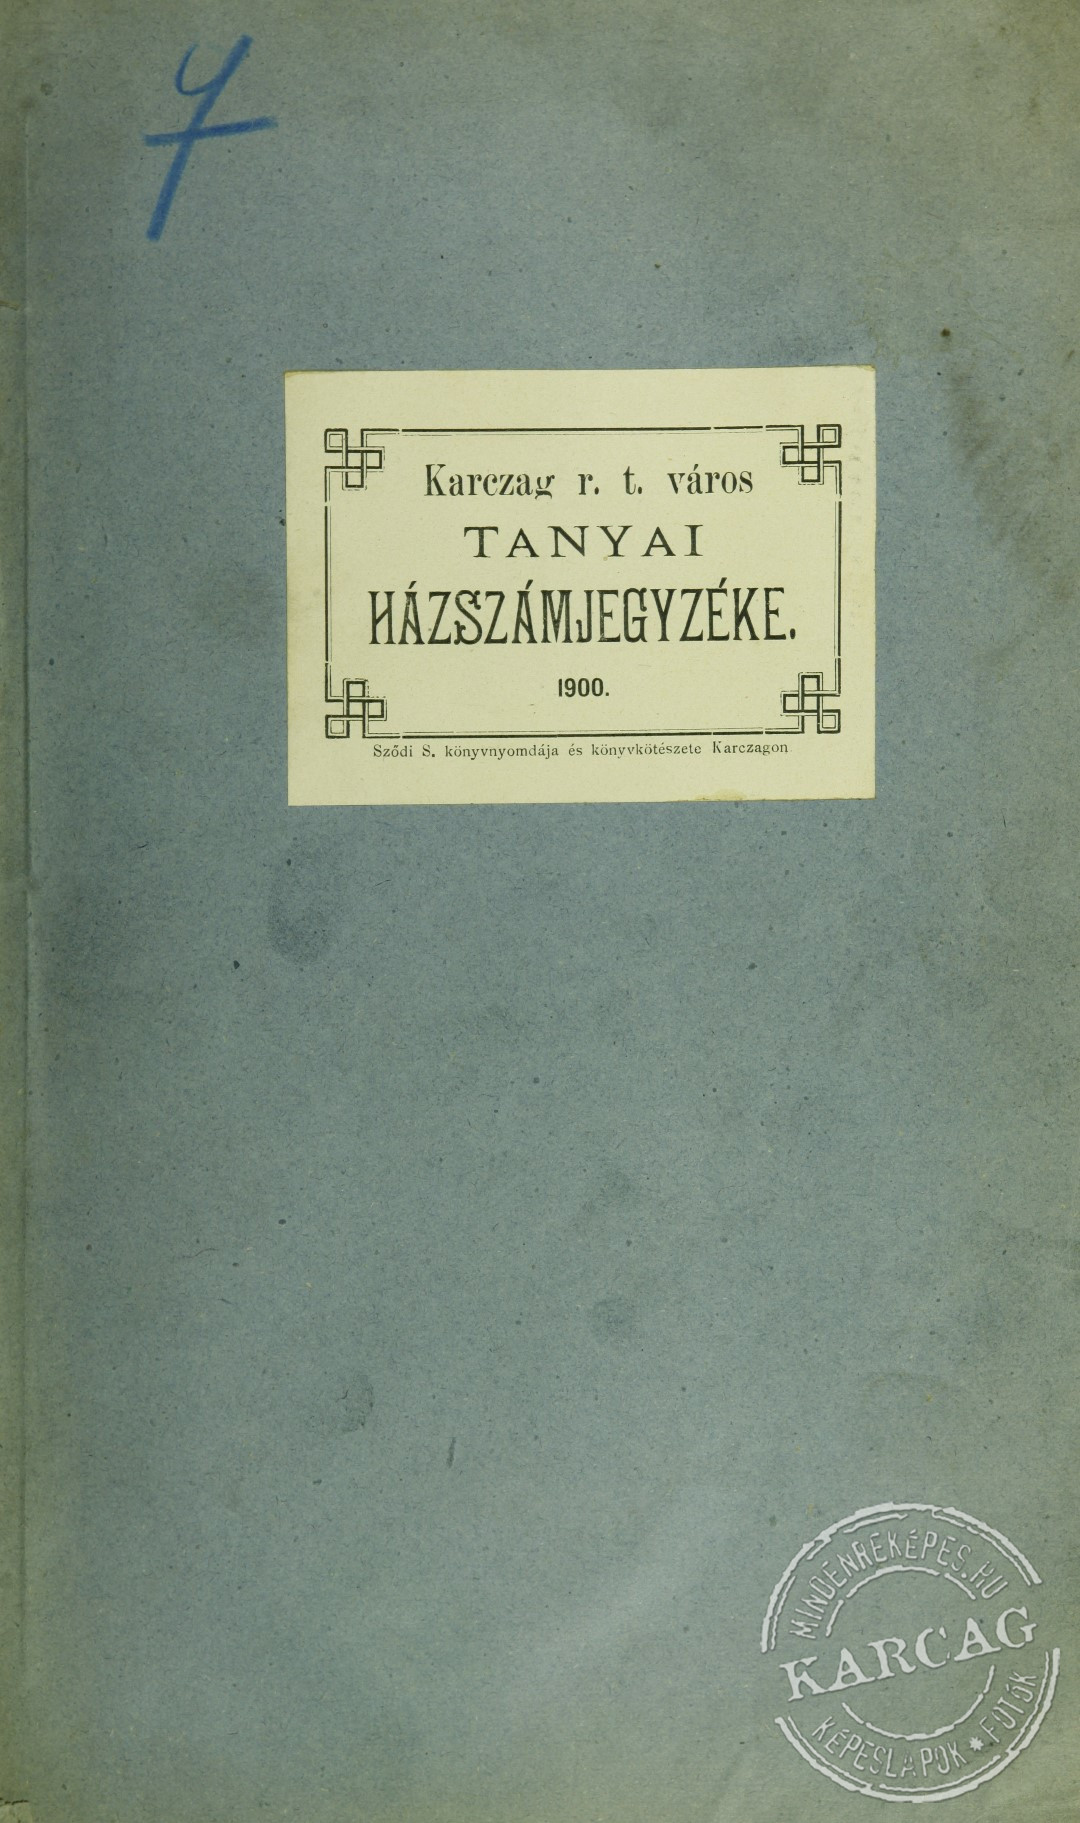 7
Karczag r. t. város
TANYAI
HÁZSZÁMJEGYZÉKE.
1900.
Sződi S. könyvnyomdája és könyvkötészete Karczagon
MINDENREKÉPES.HU
KARCAG
KÉPESLAPOK * FOTÓK